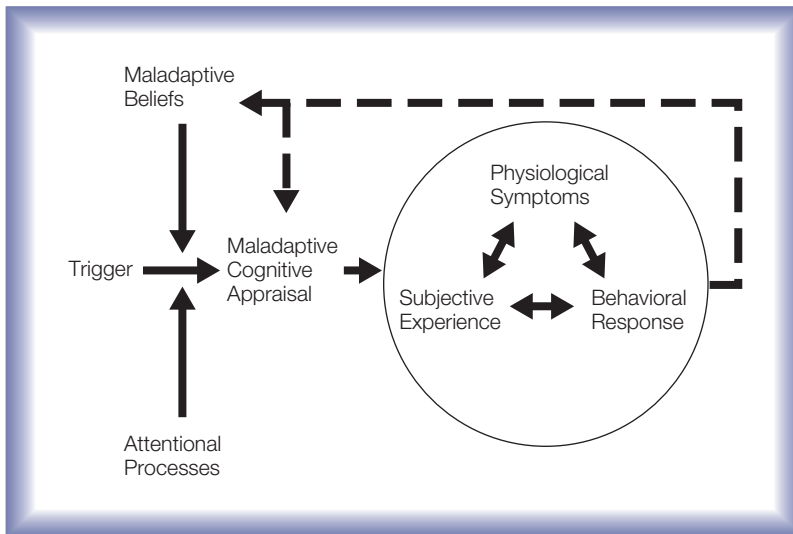 Maladaptive
Beliefs
Physiological
Symptoms
Trigger
Maladaptive
Cognitive
Appraisal
Subjective
Experience
Behavioral
Response
Attentional
Processes